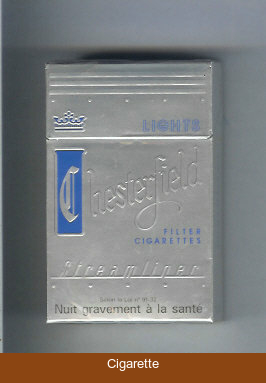 LIGHTS
Chesterfield
FILTER
CIGARETTES
Streamliner
Selon la Loi n° 91-32
Nuit gravement à la santé
Cigarette